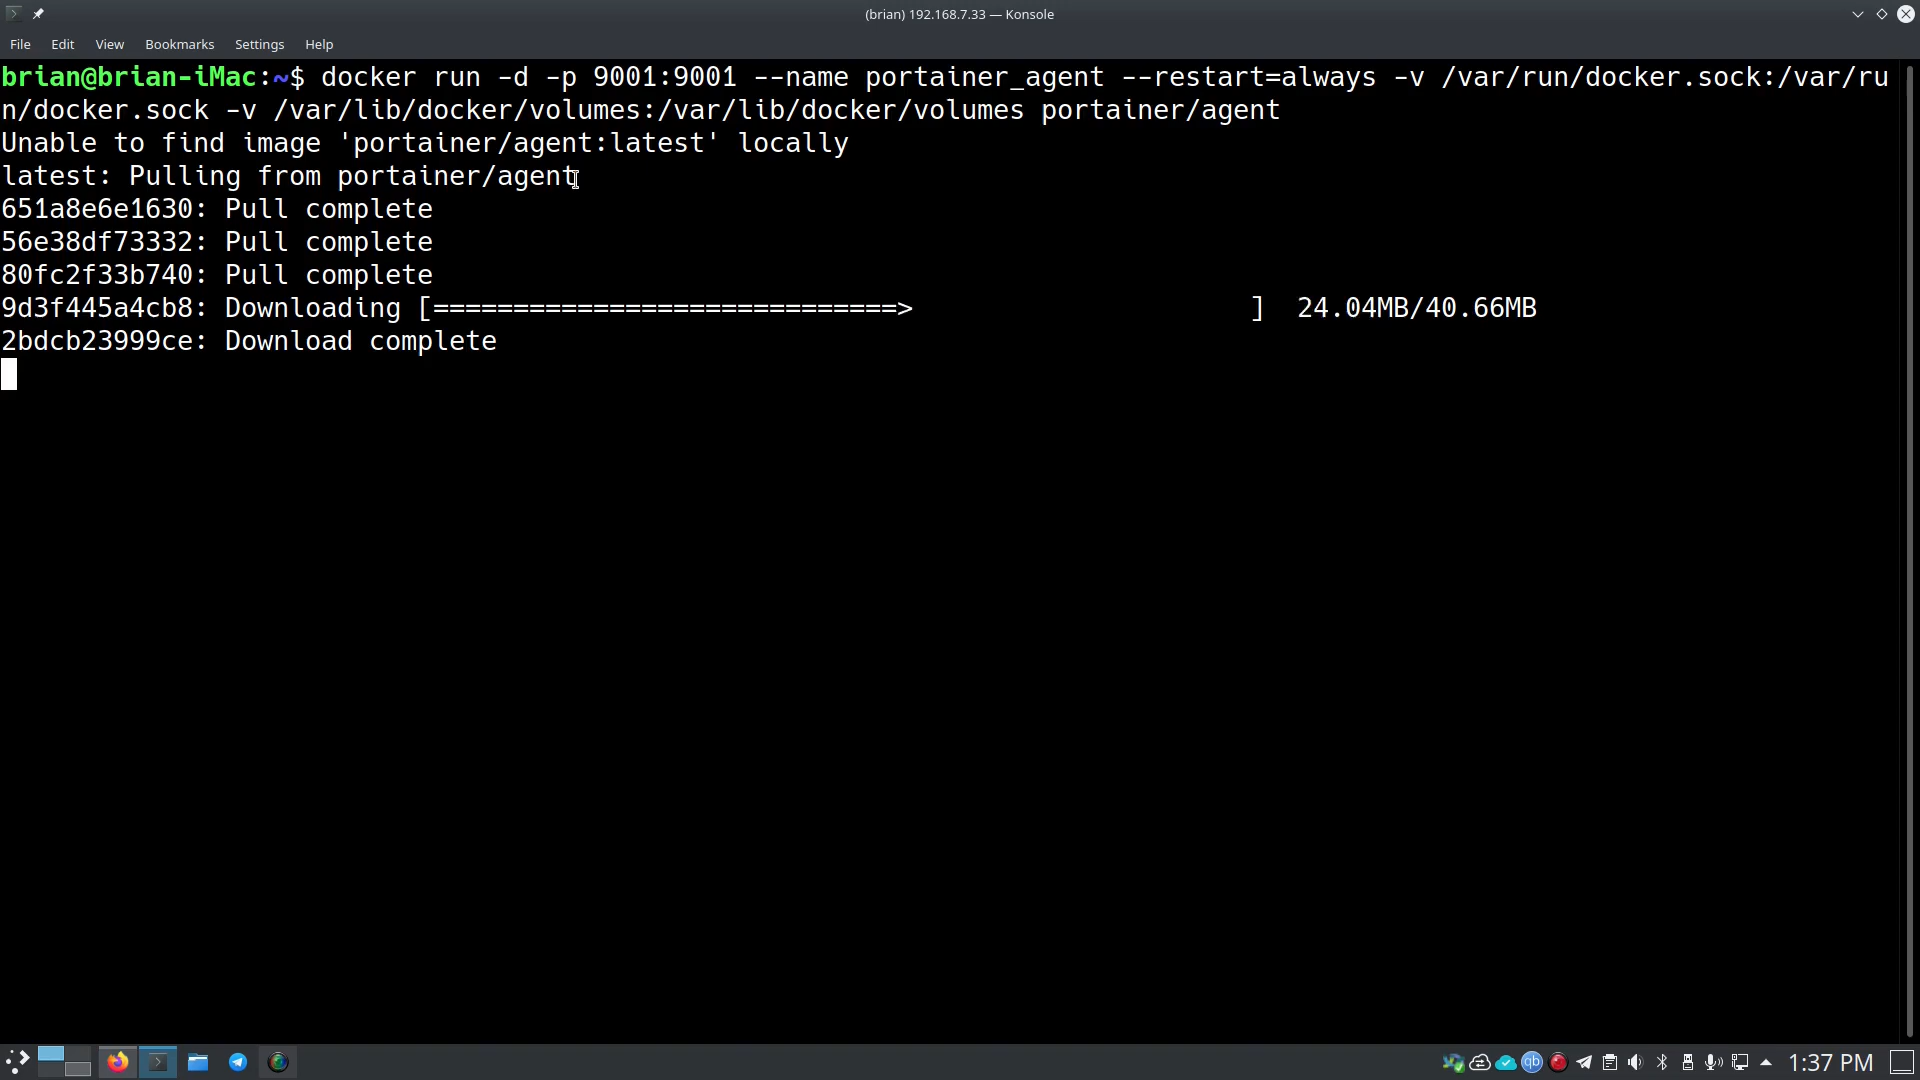 (brian) 192.168.7.33 — Konsole
File Edit View Bookmarks Settings Help
brian@brian-iMac:~$ docker run -d -p 9001:9001 --name portainer_agent --restart=always -v /var/run/docker.sock:/var/ru
n/docker.sock -v /var/lib/docker/volumes:/var/lib/docker/volumes portainer/agent
Unable to find image 'portainer/agent:latest' locally
latest: Pulling from portainer/agent
651a8e6e1630: Pull complete
56e38df73332: Pull complete
80fc2f33b740: Pull complete
9d3f445a4cb8: Downloading [=============================>                     ]  24.04MB/40.66MB
2bdcb23999ce: Download complete
qb
1:37 PM